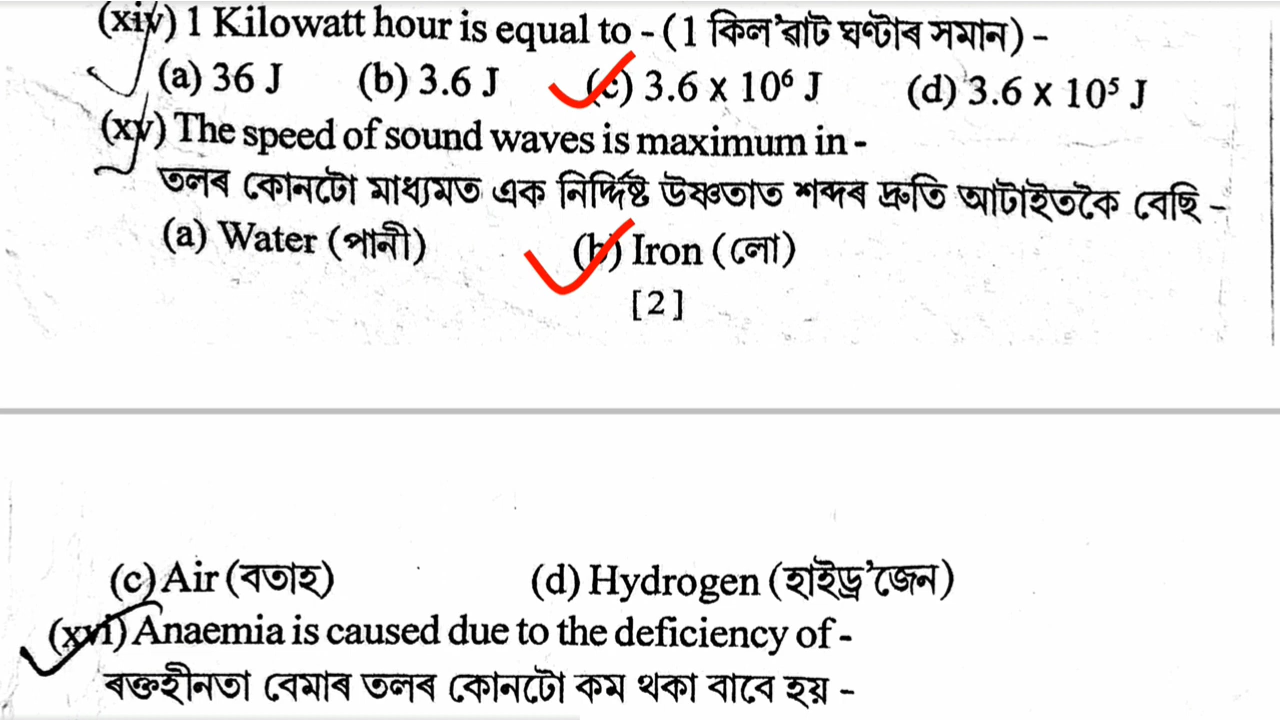 (xiv) 1 Kilowatt hour is equal to - (1 কিল'ৱাট ঘণ্টাৰ সমান) -
(a) 36 J (b) 3.6 J (c) 3.6 x 10⁶ J (d) 3.6 x 10⁵ J
(xv) The speed of sound waves is maximum in -
তলৰ কোনটো মাধ্যমত এক নিৰ্দ্দিষ্ট উষ্ণতাত শব্দৰ দ্ৰুতি আটাইতকৈ বেছি -
(a) Water (পানী) (b) Iron (লো)
[2]
(c) Air (বতাহ) (d) Hydrogen (হাইড্ৰ'জেন)
(xvi) Anaemia is caused due to the deficiency of -
ৰক্তহীনতা বেমাৰ তলৰ কোনটো কম থকা বাবে হয় -